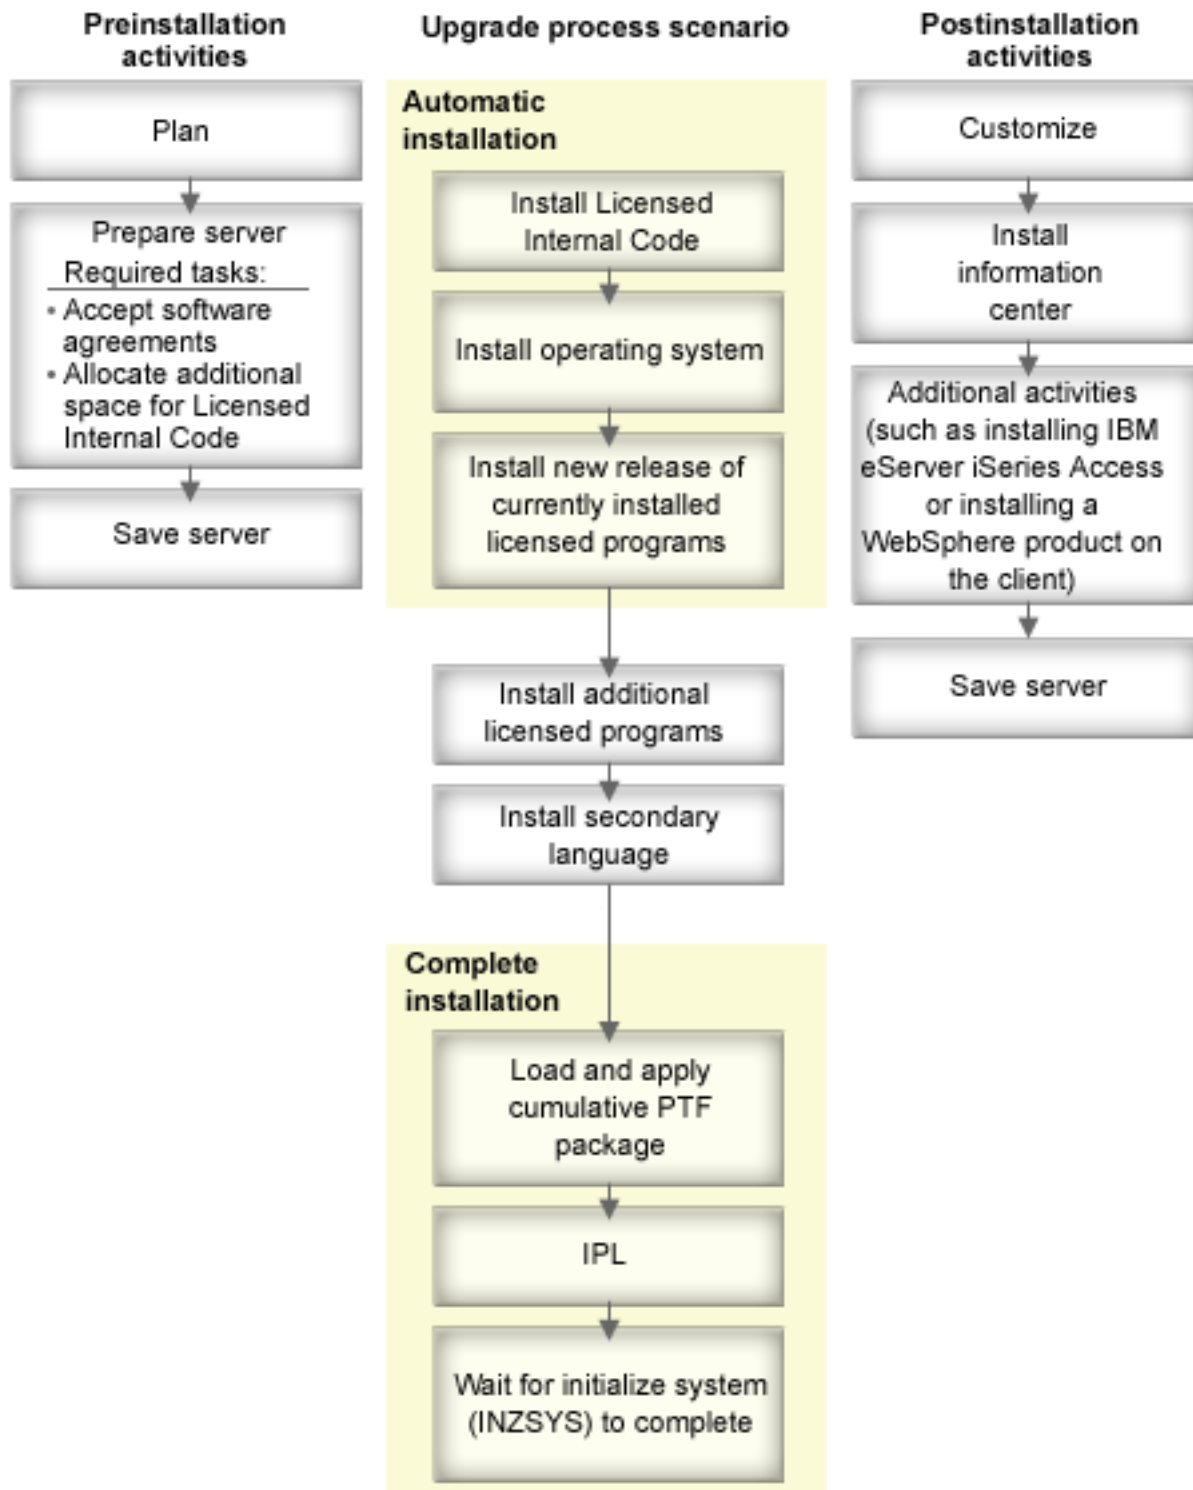 Preinstallation
activities
Plan
Prepare server
Required tasks:
• Accept software
agreements
• Allocate additional
space for Licensed
Internal Code
Save server
Upgrade process scenario
Automatic
installation
Install Licensed
Internal Code
Install operating system
Install new release of
currently installed
licensed programs
Install additional
licensed programs
Install secondary
language
Complete
installation
Load and apply
cumulative PTF
package
IPL
Wait for initialize system
(INZSYS) to complete
Postinstallation
activities
Customize
Install
information
center
Additional activities
(such as installing IBM
eServer iSeries Access
or installing a
WebSphere product on
the client)
Save server